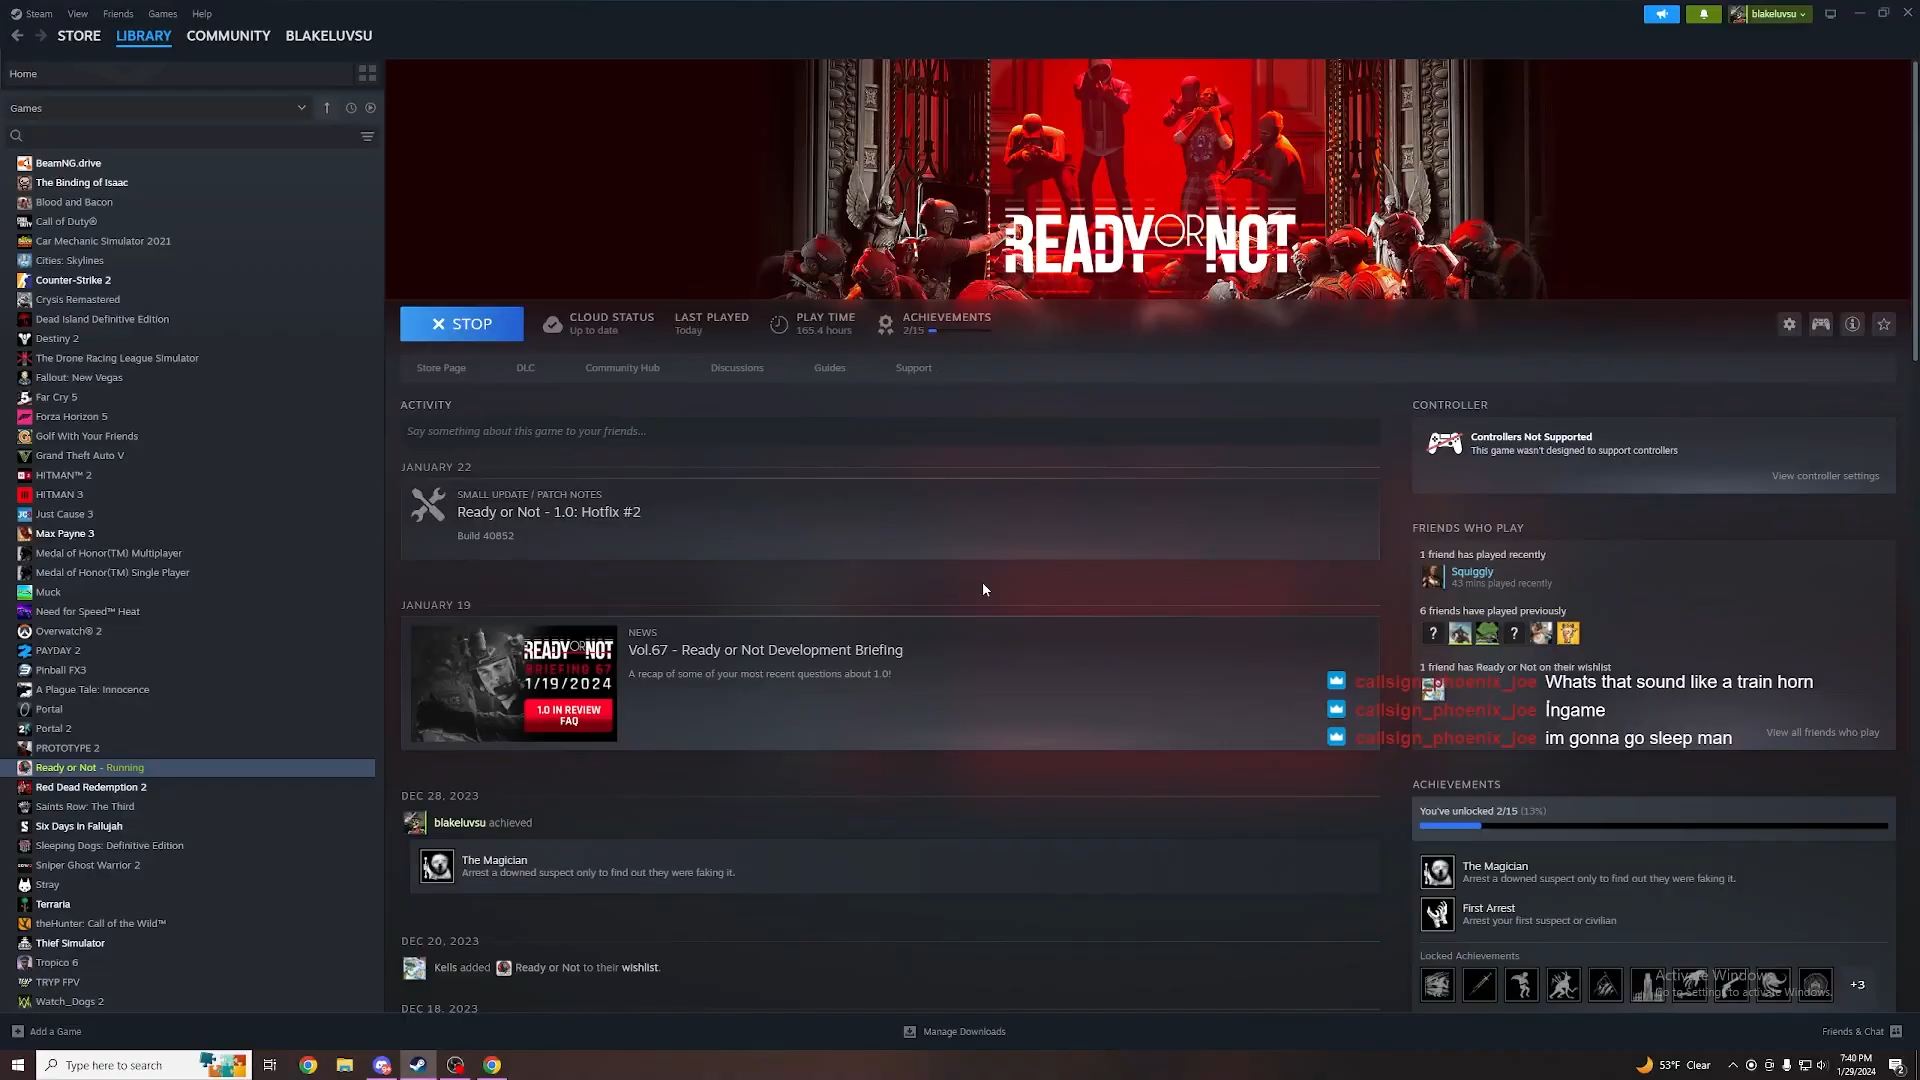 Steam View Friends Games Help
blakeluvsu
STORE LIBRARY COMMUNITY BLAKELUVSU
Home
Games
BeamNG.drive
The Binding of Isaac
Blood and Bacon
Call of Duty®
Car Mechanic Simulator 2021
Cities: Skylines
Counter-Strike 2
Crysis Remastered
Dead Island Definitive Edition
Destiny 2
The Drone Racing League Simulator
Fallout: New Vegas
Far Cry 5
Forza Horizon 5
Golf With Your Friends
Grand Theft Auto V
HITMAN™ 2
HITMAN 3
Just Cause 3
Max Payne 3
Medal of Honor(TM) Multiplayer
Medal of Honor(TM) Single Player
Muck
Need for Speed™ Heat
Overwatch® 2
PAYDAY 2
Pinball FX3
A Plague Tale: Innocence
Portal
Portal 2
PROTOTYPE 2
Ready or Not - Running
Red Dead Redemption 2
Saints Row: The Third
Six Days in Fallujah
Sleeping Dogs: Definitive Edition
Sniper Ghost Warrior 2
Stray
Terraria
theHunter: Call of the Wild™
Thief Simulator
Tropico 6
TRYP FPV
Watch_Dogs 2
READY OR NOT
STOP
CLOUD STATUS
Up to date
LAST PLAYED
Today
PLAY TIME
165.4 hours
ACHIEVEMENTS
2/15
Store Page DLC Community Hub Discussions Guides Support
ACTIVITY
Say something about this game to your friends...
JANUARY 22
SMALL UPDATE / PATCH NOTES
Ready or Not - 1.0: Hotfix #2
Build 40852
JANUARY 19
READY OR NOT
BRIEFING 67
1/19/2024
1.0 IN REVIEW
FAQ
NEWS
Vol.67 - Ready or Not Development Briefing
A recap of some of your most recent questions about 1.0!
DEC 28, 2023
blakeluvsu achieved
The Magician
Arrest a downed suspect only to find out they were faking it.
DEC 20, 2023
Kells added Ready or Not to their wishlist.
DEC 18, 2023
CONTROLLER
Controllers Not Supported
This game wasn't designed to support controllers
View controller settings
FRIENDS WHO PLAY
1 friend has played recently
Squiggly
43 mins played recently
6 friends have played previously
? ?
1 friend has Ready or Not on their wishlist
callsign_phoenix_joe Whats that sound like a train horn
callsign_phoenix_joe Íngame
callsign_phoenix_joe im gonna go sleep man
View all friends who play
ACHIEVEMENTS
You've unlocked 2/15 (13%)
The Magician
Arrest a downed suspect only to find out they were faking it.
First Arrest
Arrest your first suspect or civilian
Locked Achievements
+3
Activate Windows
Go to Settings to activate Windows.
Add a Game
Manage Downloads
Friends & Chat
Type here to search
53°F Clear
7:40 PM
1/29/2024
2